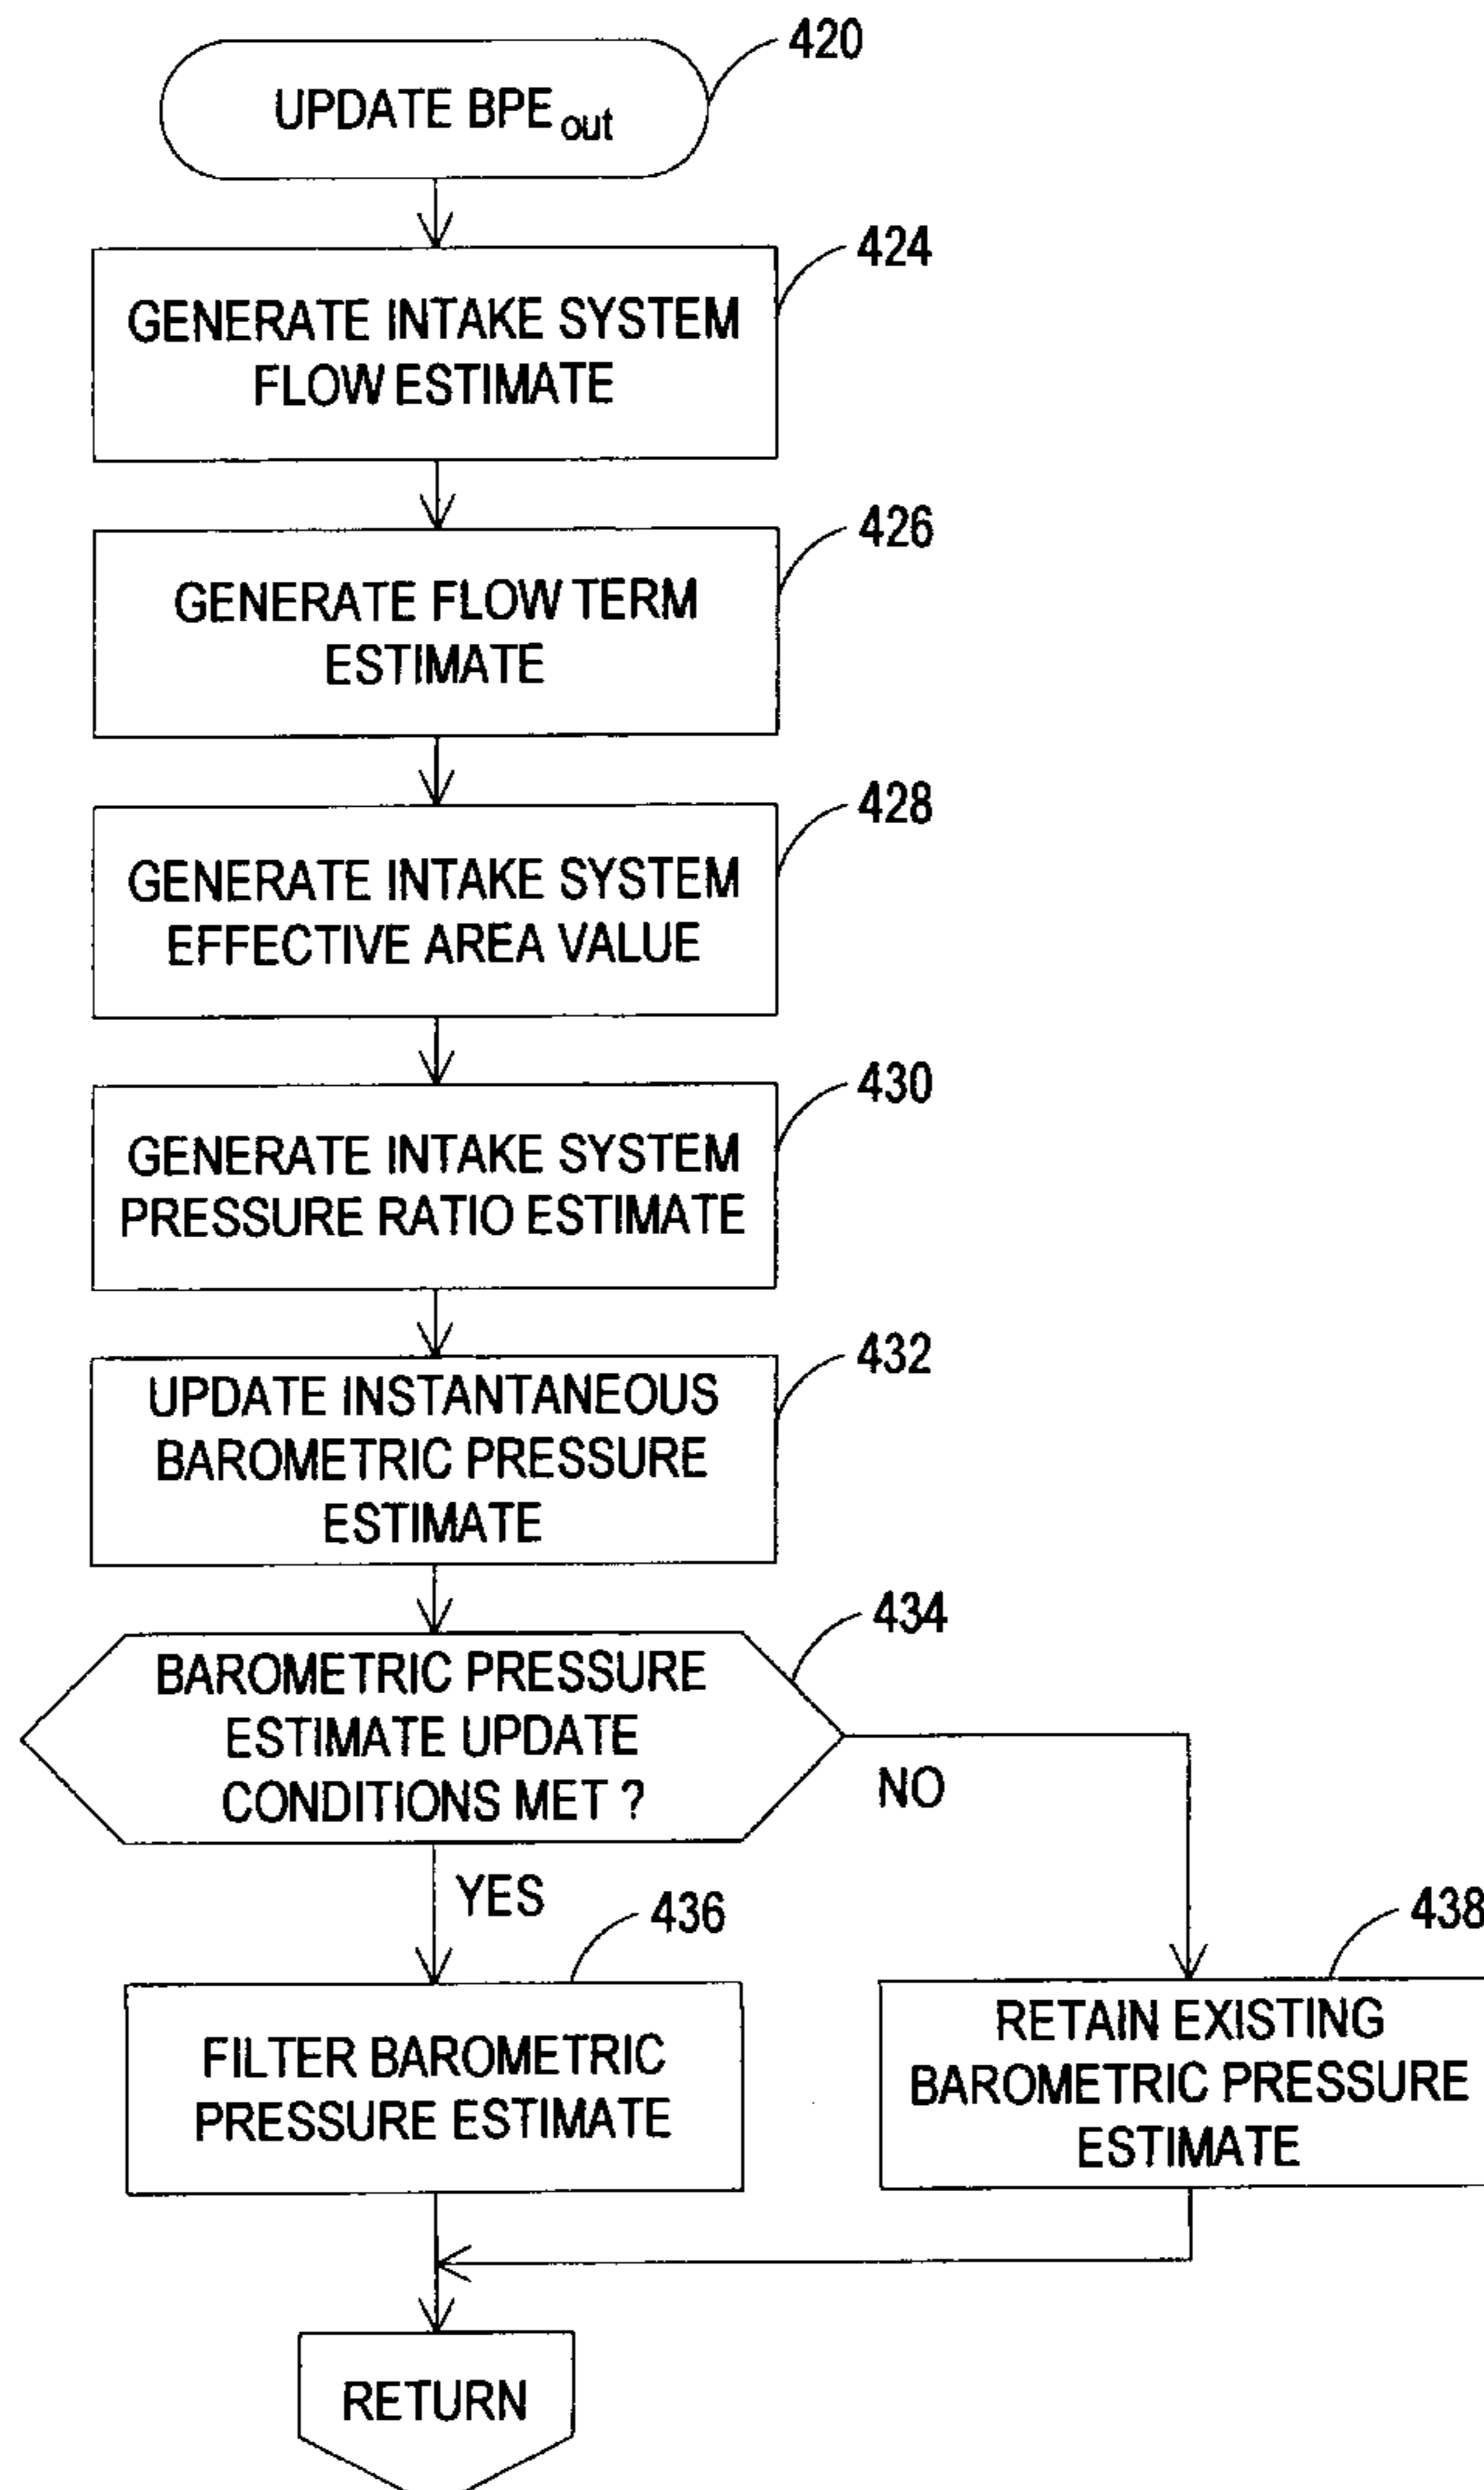 420
UPDATE BPEout
424
GENERATE INTAKE SYSTEM
FLOW ESTIMATE
426
GENERATE FLOW TERM
ESTIMATE
428
GENERATE INTAKE SYSTEM
EFFECTIVE AREA VALUE
430
GENERATE INTAKE SYSTEM
PRESSURE RATIO ESTIMATE
432
UPDATE INSTANTANEOUS
BAROMETRIC PRESSURE
ESTIMATE
434
BAROMETRIC PRESSURE
ESTIMATE UPDATE
CONDITIONS MET ?
NO
YES
436
438
FILTER BAROMETRIC
PRESSURE ESTIMATE
RETAIN EXISTING
BAROMETRIC PRESSURE
ESTIMATE
RETURN